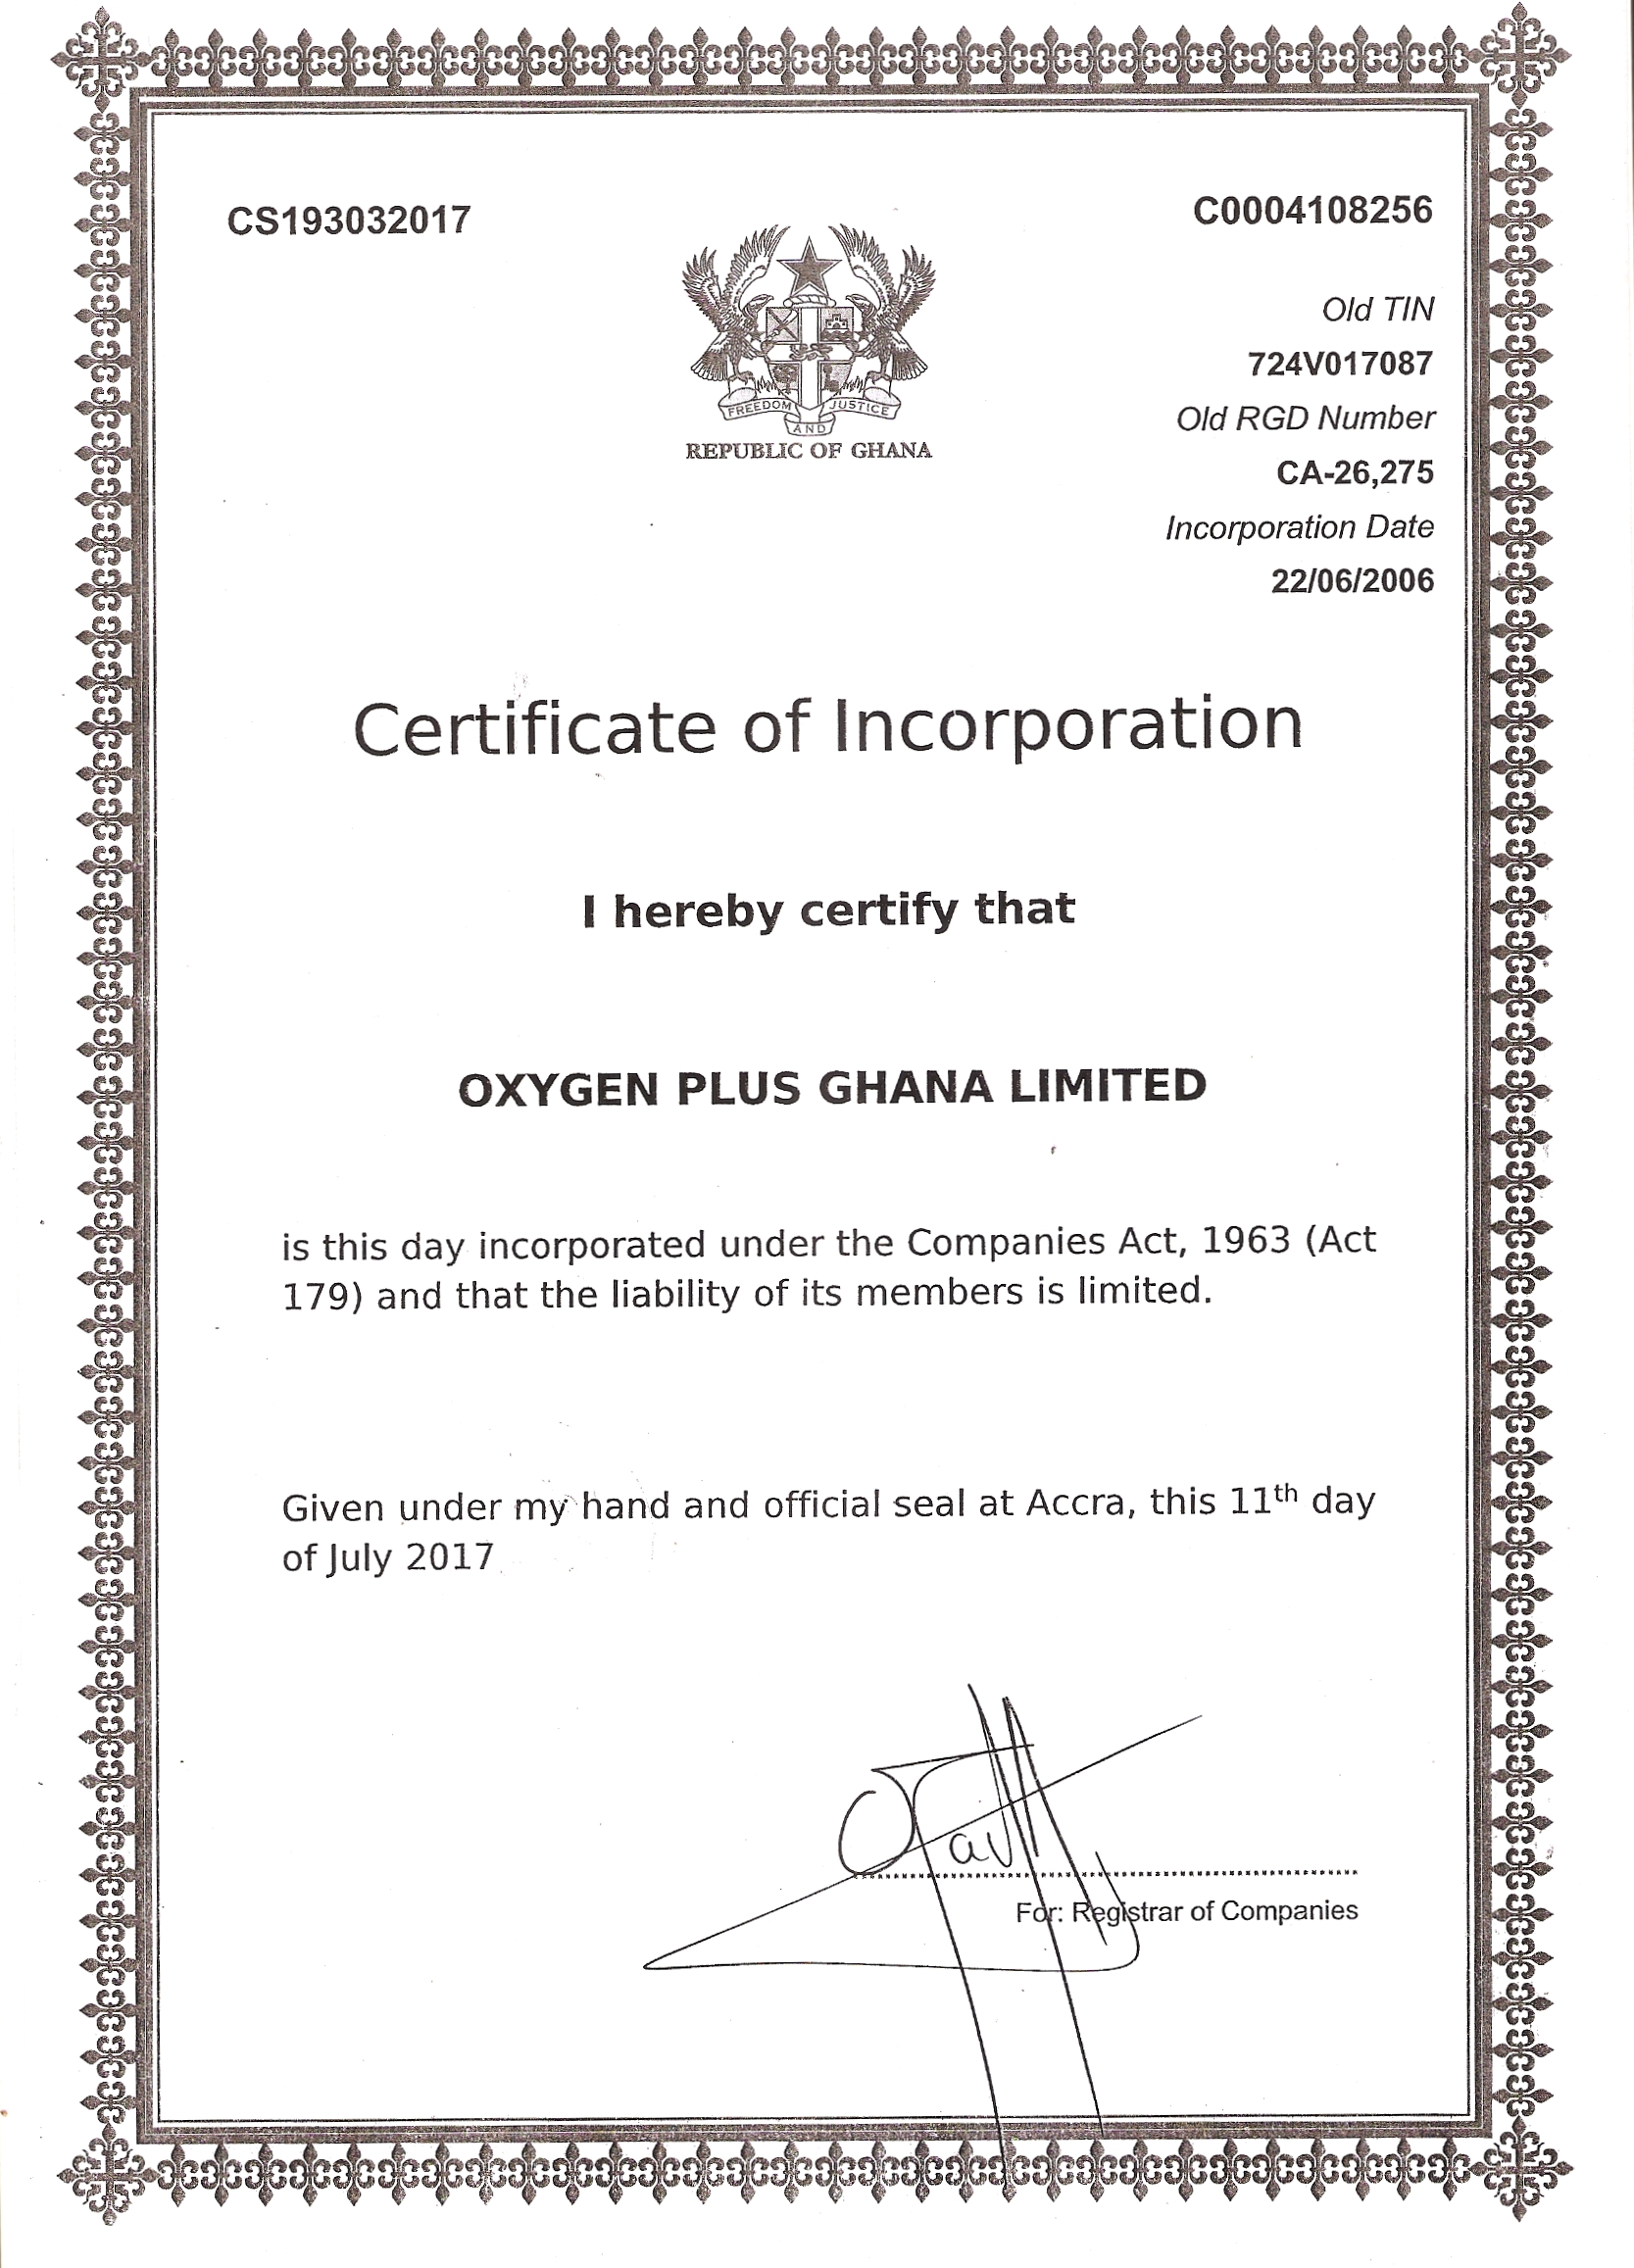 CS193032017
C0004108256
Old TIN
724V017087
Old RGD Number
CA-26,275
Incorporation Date
22/06/2006
FREEDOM AND JUSTICE
REPUBLIC OF GHANA
Certificate of Incorporation
I hereby certify that
OXYGEN PLUS GHANA LIMITED
is this day incorporated under the Companies Act, 1963 (Act
179) and that the liability of its members is limited.
Given under my hand and official seal at Accra, this 11th day
of July 2017
For: Registrar of Companies